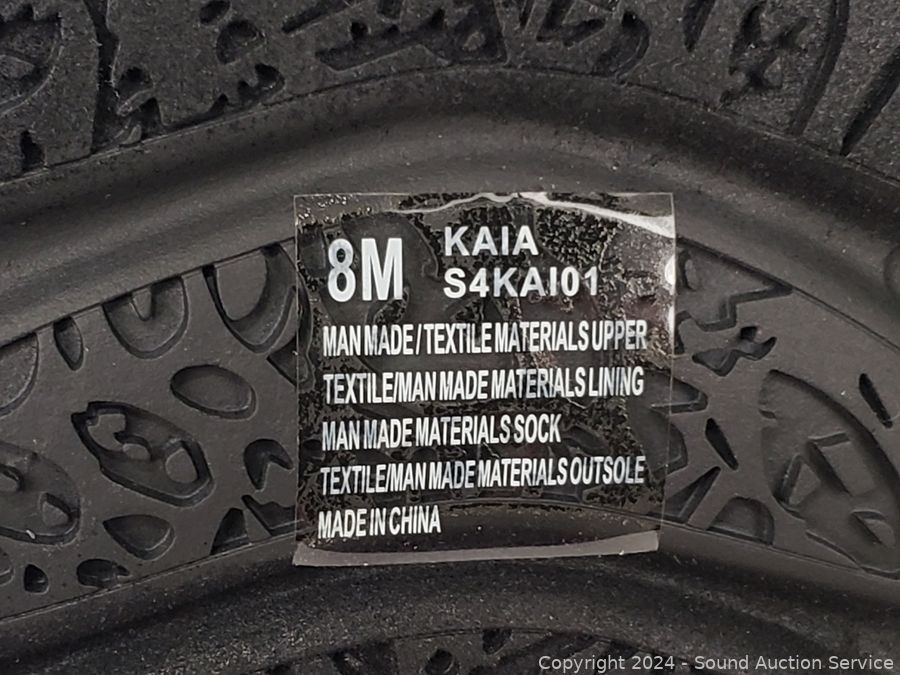 8M
KAIA
S4KAI01
MAN MADE/TEXTILE MATERIALS UPPER
TEXTILE/MAN MADE MATERIALS LINING
MAN MADE MATERIALS SOCK
TEXTILE/MAN MADE MATERIALS OUTSOLE
MADE IN CHINA
Copyright 2024 - Sound Auction Service